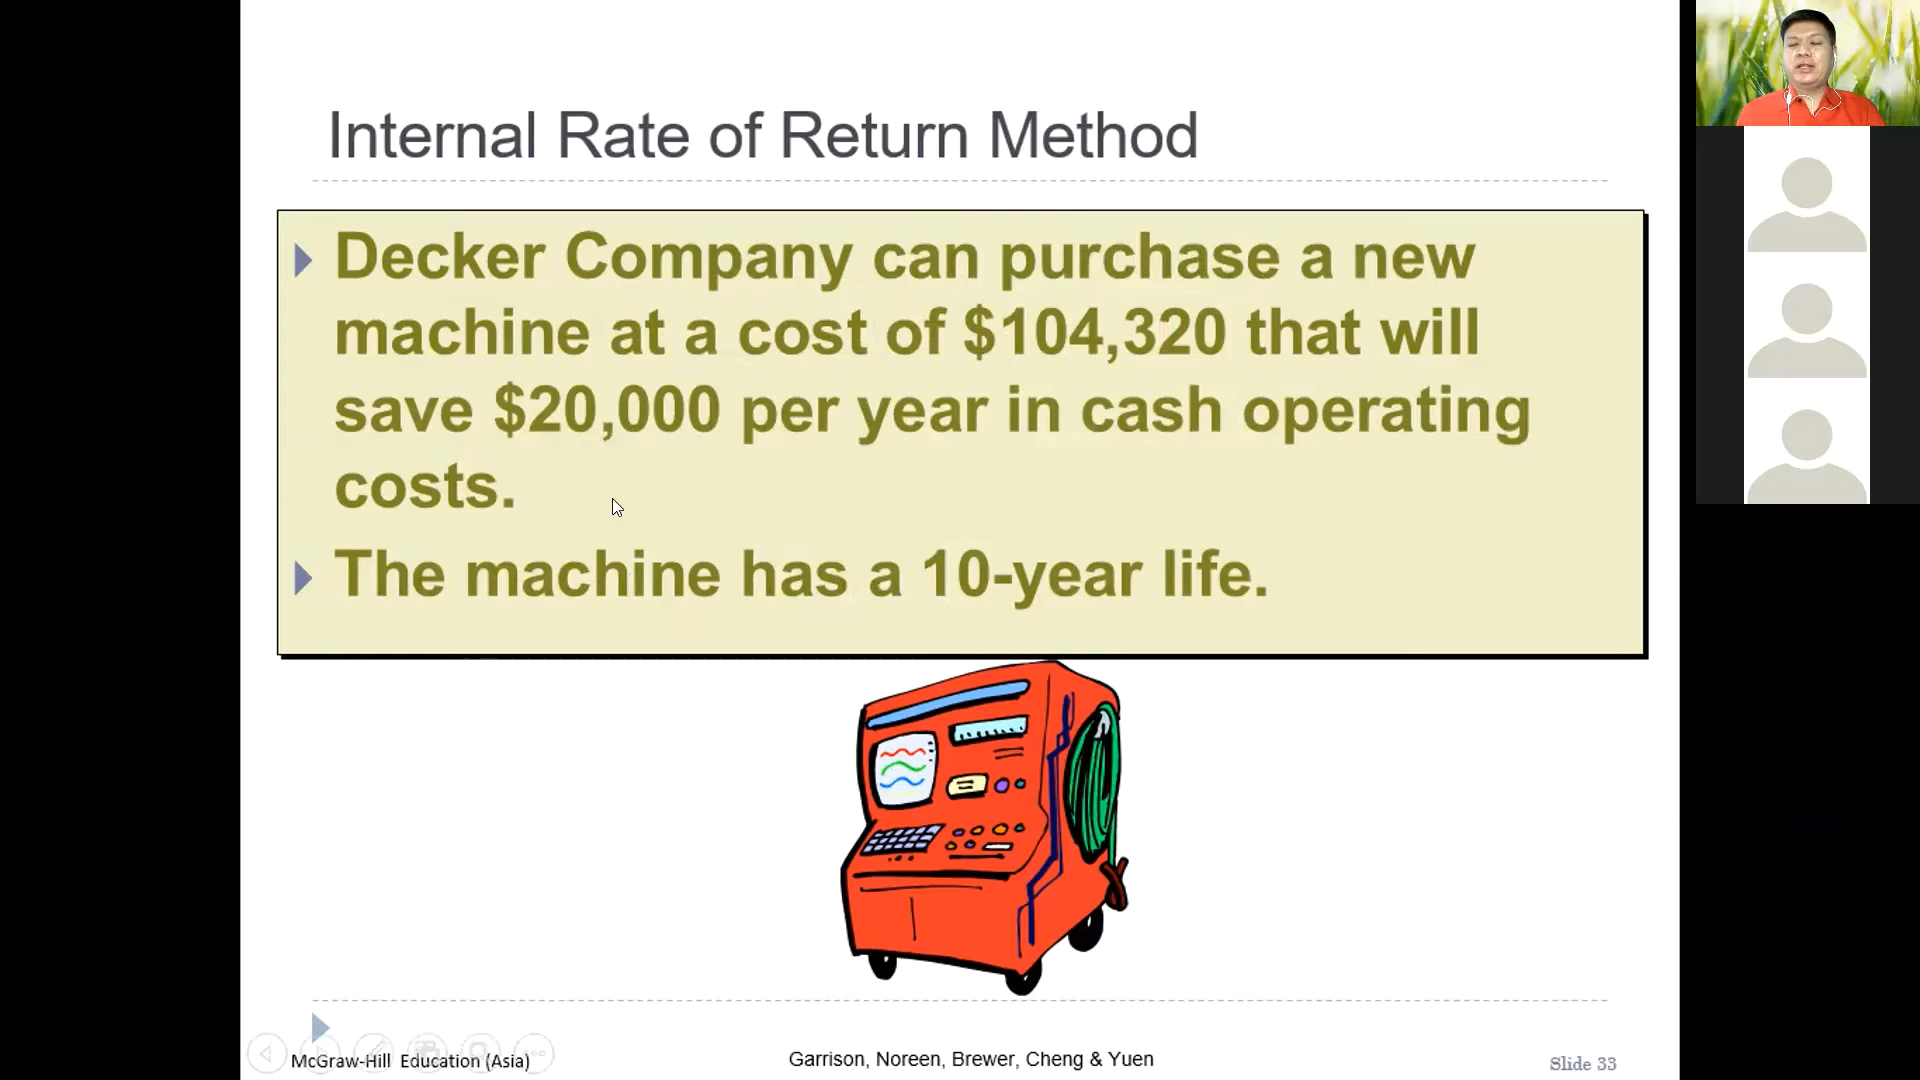 Internal Rate of Return Method
Decker Company can purchase a new
machine at a cost of $104,320 that will
save $20,000 per year in cash operating
costs.
The machine has a 10-year life.
McGraw-Hill Education (Asia)
Garrison, Noreen, Brewer, Cheng & Yuen
Slide 33